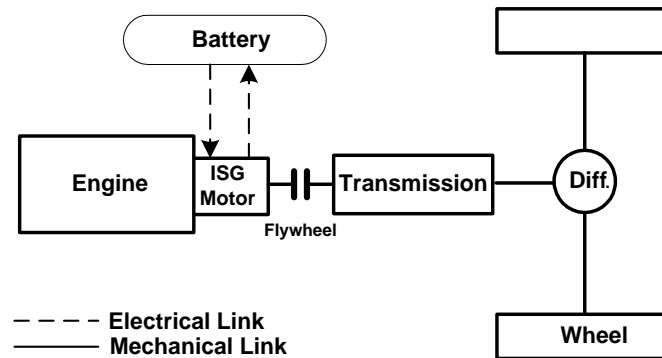 Battery
Engine
ISG
Motor
Flywheel
Transmission
Diff.
Wheel
Electrical Link
Mechanical Link